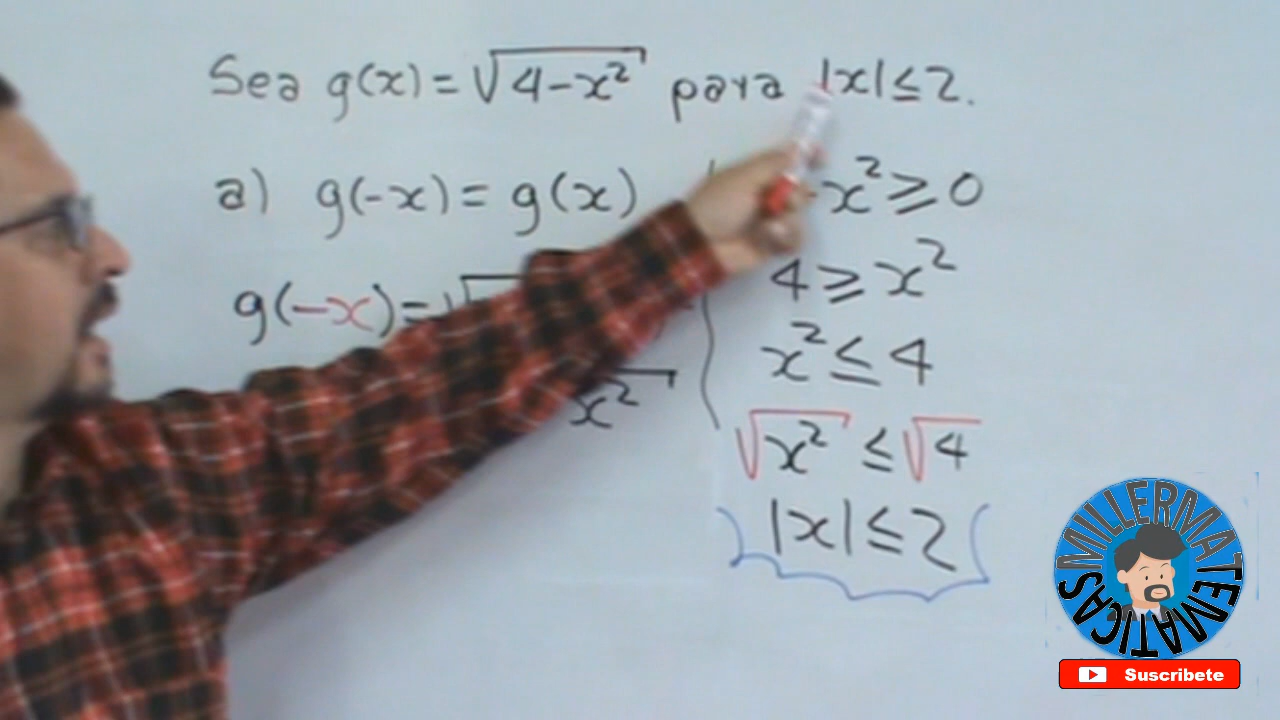 Sea g(x) = √(4-x²) para |x| ≤ 2.
a) g(-x) = g(x)
-x² ≥ 0
4 ≥ x²
g(-x) = √
x² ≤ 4
x²
√x² ≤ √4
|x| ≤ 2
MILLERMATEMATICAS
Suscribete